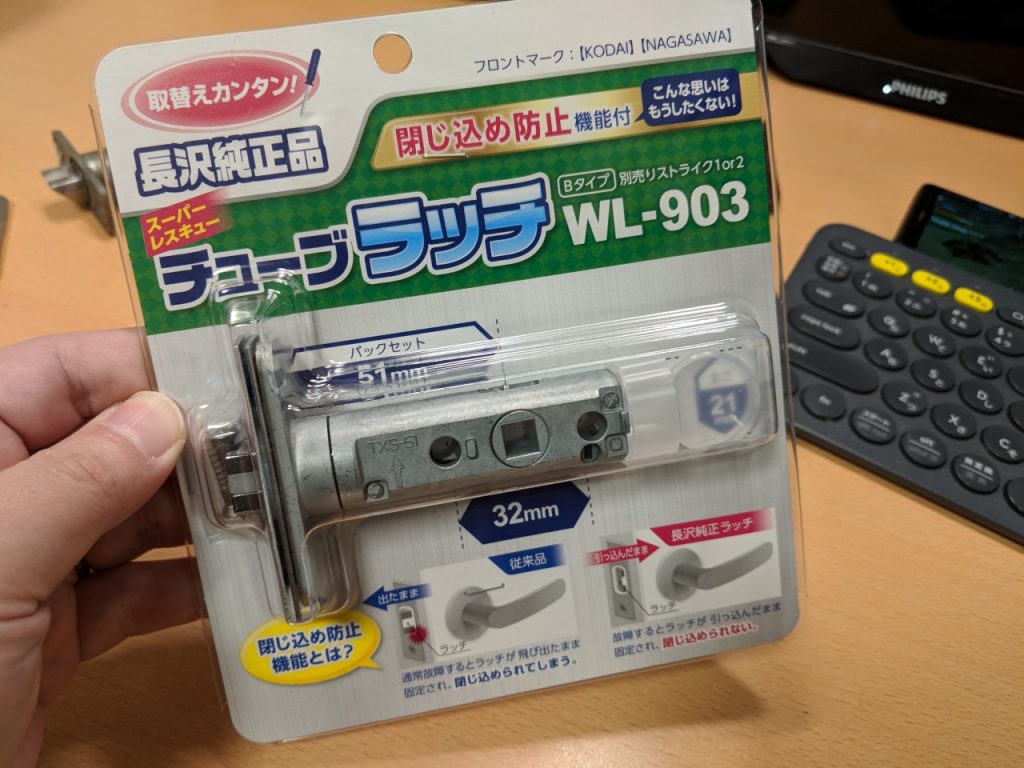 フロントマーク:【KODAI】【NAGASAWA】
取替えカンタン!
閉じ込め防止機能付
こんな思いは
もうしたくない!
長沢純正品
Bタイプ 別売りストライク1or2
スーパー
レスキュー
チューブラッチ
WL-903
バックセット
51mm
太さ
21
mm
TXS-51
32mm
従来品
長沢純正ラッチ
出たまま
引っ込んだまま
ラッチ
ラッチ
閉じ込め防止
機能とは?
通常故障するとラッチが飛び出たまま
固定され、閉じ込められてしまう。
故障するとラッチが引っ込んだまま
固定され、閉じ込められない。
PHILIPS
caps lock
alt